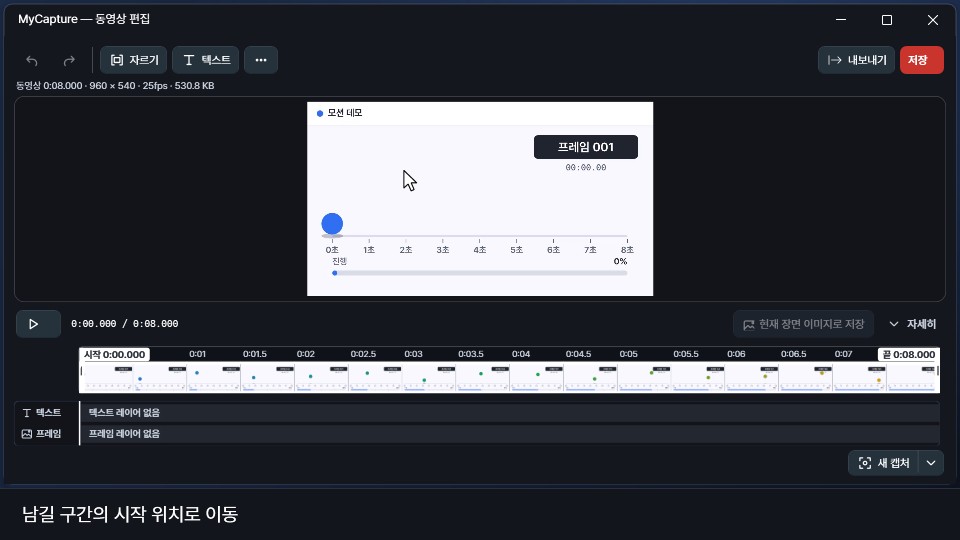 MyCapture — 동영상 편집
자르기
텍스트
내보내기
저장
동영상 0:08.000 · 960 × 540 · 25fps · 530.8 KB
모션 데모
프레임 001
00:00.00
0초 1초 2초 3초 4초 5초 6초 7초 8초
진행 0%
0:00.000 / 0:08.000
현재 장면 이미지로 저장
자세히
시작 0:00.000 0:01 0:01.5 0:02 0:02.5 0:03 0:03.5 0:04 0:04.5 0:05 0:05.5 0:06 0:06.5 0:07 끝 0:08.000
텍스트 텍스트 레이어 없음
프레임 프레임 레이어 없음
새 캡처
남길 구간의 시작 위치로 이동